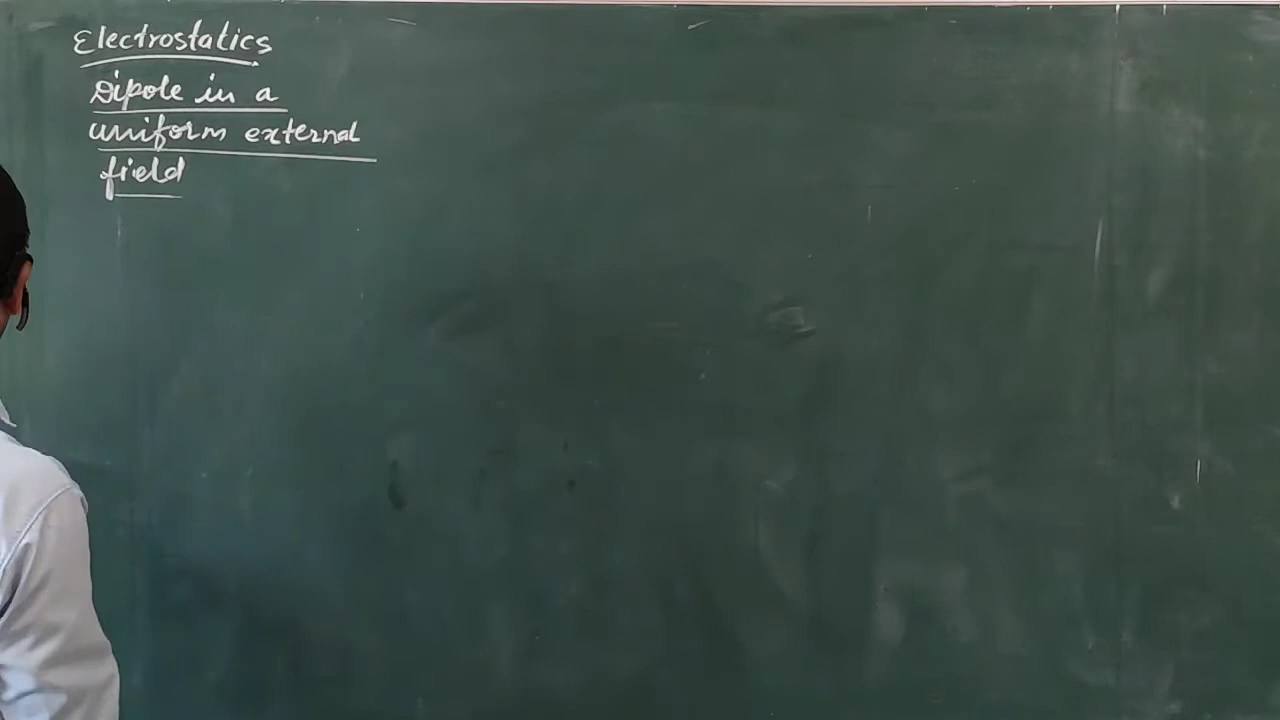 Electrostatics
Dipole in a
uniform external
field